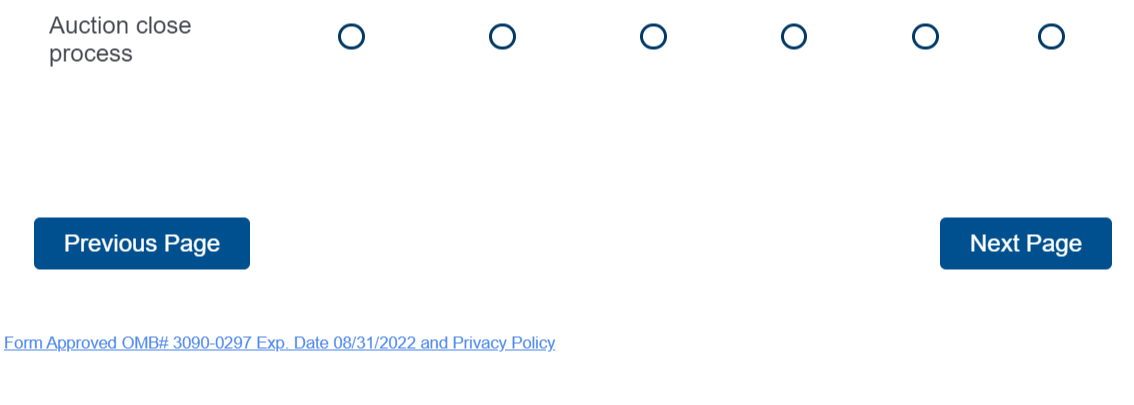 Auction close
process
Previous Page
Next Page
Form Approved OMB# 3090-0297 Exp. Date 08/31/2022 and Privacy Policy